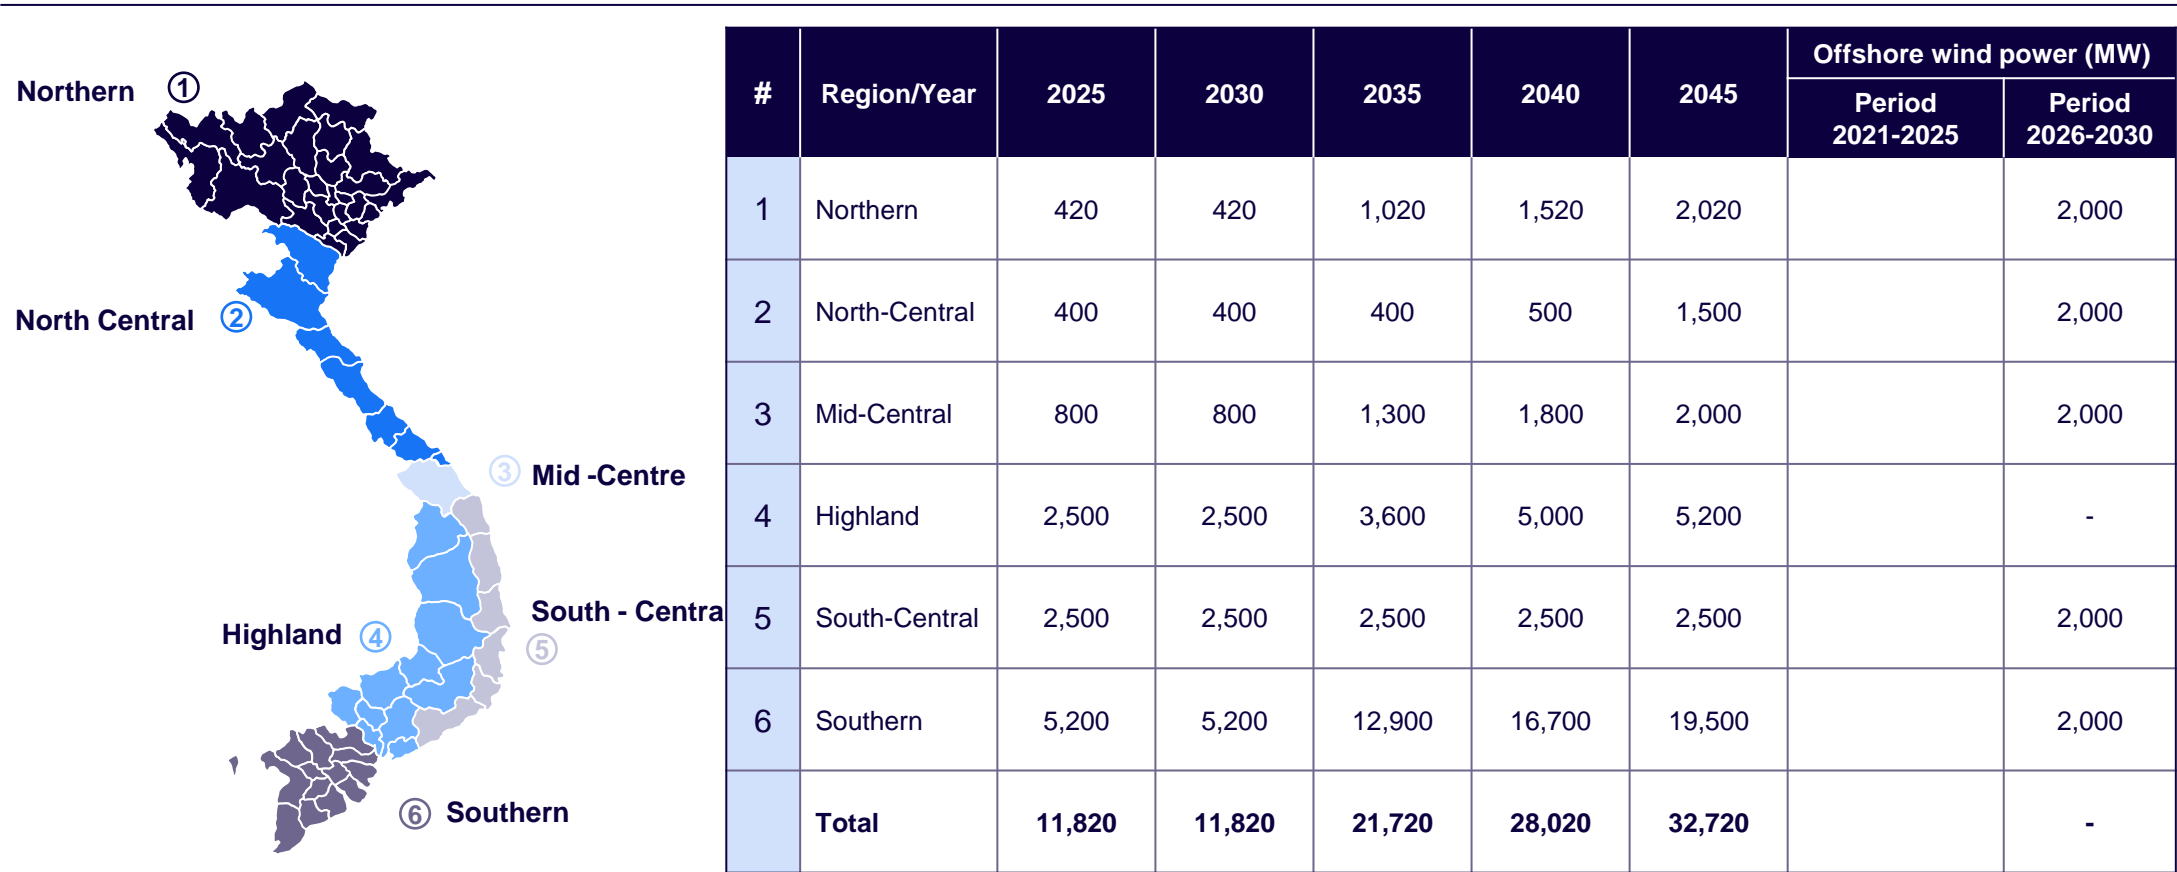 Northern ①
North Central ②
③ Mid -Centre
South - Centra
⑤
Highland ④
⑥ Southern
# Region/Year 2025 2030 2035 2040 2045 Offshore wind power (MW)
Period 2021-2025 Period 2026-2030
1 Northern 420 420 1,020 1,520 2,020 2,000
2 North-Central 400 400 400 500 1,500 2,000
3 Mid-Central 800 800 1,300 1,800 2,000 2,000
4 Highland 2,500 2,500 3,600 5,000 5,200 -
5 South-Central 2,500 2,500 2,500 2,500 2,500 2,000
6 Southern 5,200 5,200 12,900 16,700 19,500 2,000
Total 11,820 11,820 21,720 28,020 32,720 -